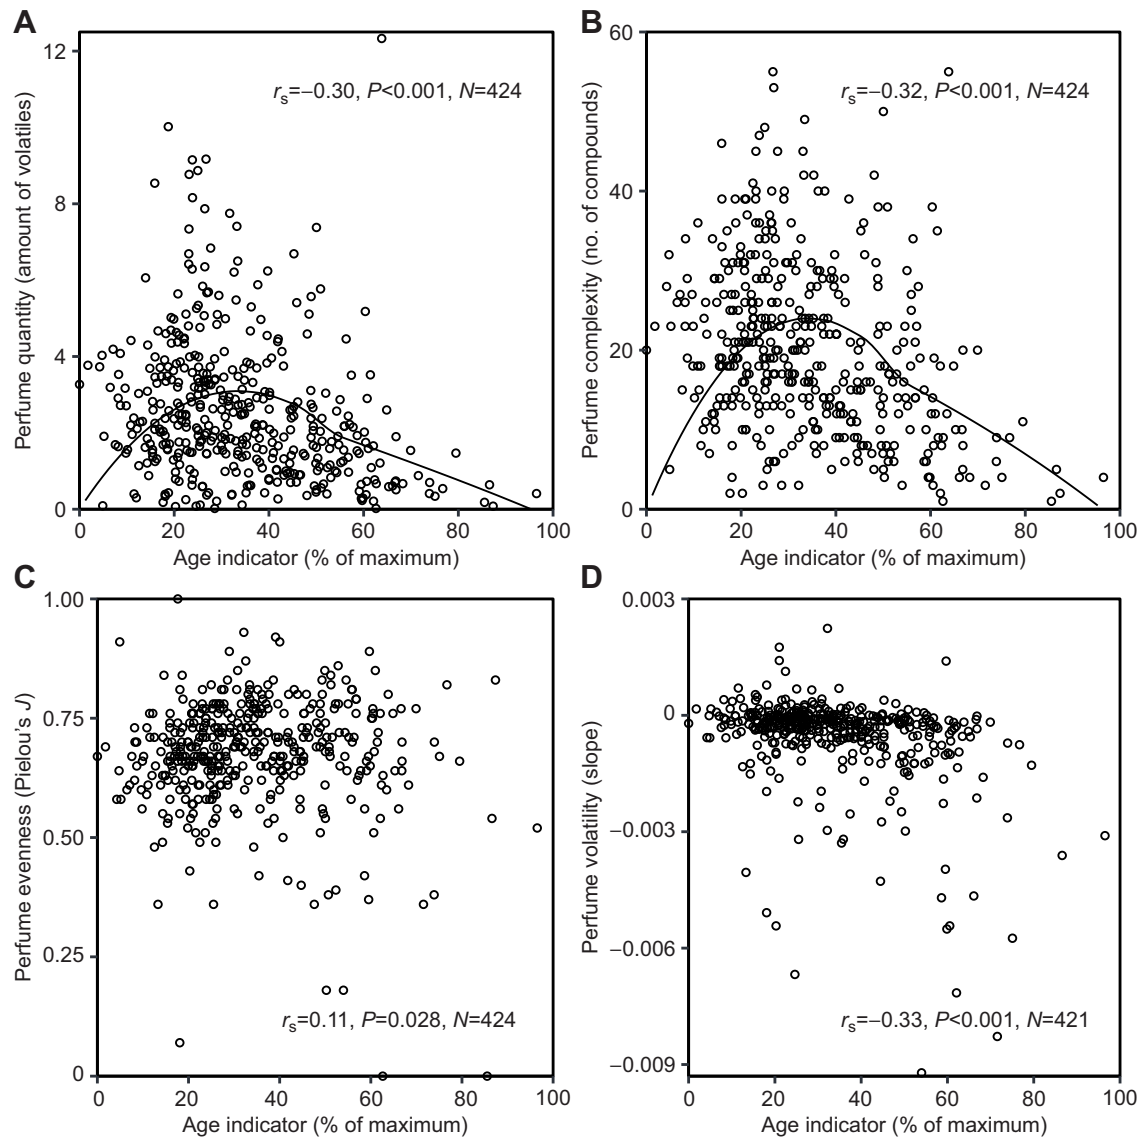 A
12
8
4
0
0 20 40 60 80 100
Perfume quantity (amount of volatiles)
Age indicator (% of maximum)
rs=−0.30, P<0.001, N=424
B
60
40
20
0
0 20 40 60 80 100
Perfume complexity (no. of compounds)
Age indicator (% of maximum)
rs=−0.32, P<0.001, N=424
C
1.00
0.75
0.50
0.25
0
0 20 40 60 80 100
Perfume evenness (Pielou's J)
Age indicator (% of maximum)
rs=0.11, P=0.028, N=424
D
0.003
0
−0.003
−0.006
−0.009
0 20 40 60 80 100
Perfume volatility (slope)
Age indicator (% of maximum)
rs=−0.33, P<0.001, N=421